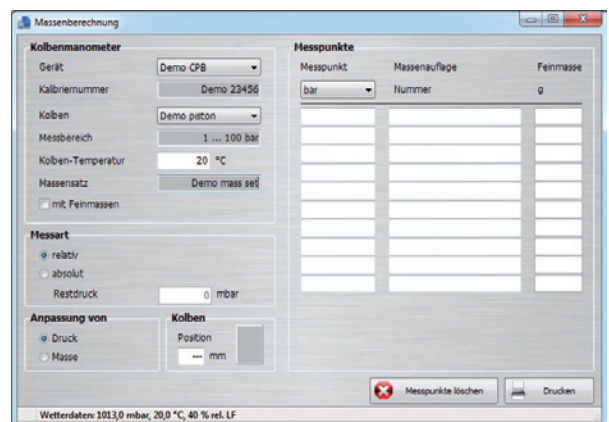 Massenberechnung
Kolbenmanometer
Gerät Demo CPB
Kalibriernummer Demo 23456
Kolben Demo piston
Messbereich 1 ... 100 bar
Kolben-Temperatur 20 °C
Massensatz Demo mass set
mit Feinmassen
Messart
relativ
absolut
Restdruck 0 mbar
Anpassung von
Druck
Masse
Kolben
Position
--- mm
Messpunkte
Messpunkt Massenauflage Feinmasse
bar Nummer g
Messpunkte löschen Drucken
Wetterdaten: 1013,0 mbar, 20,0 °C, 40 % rel. LF